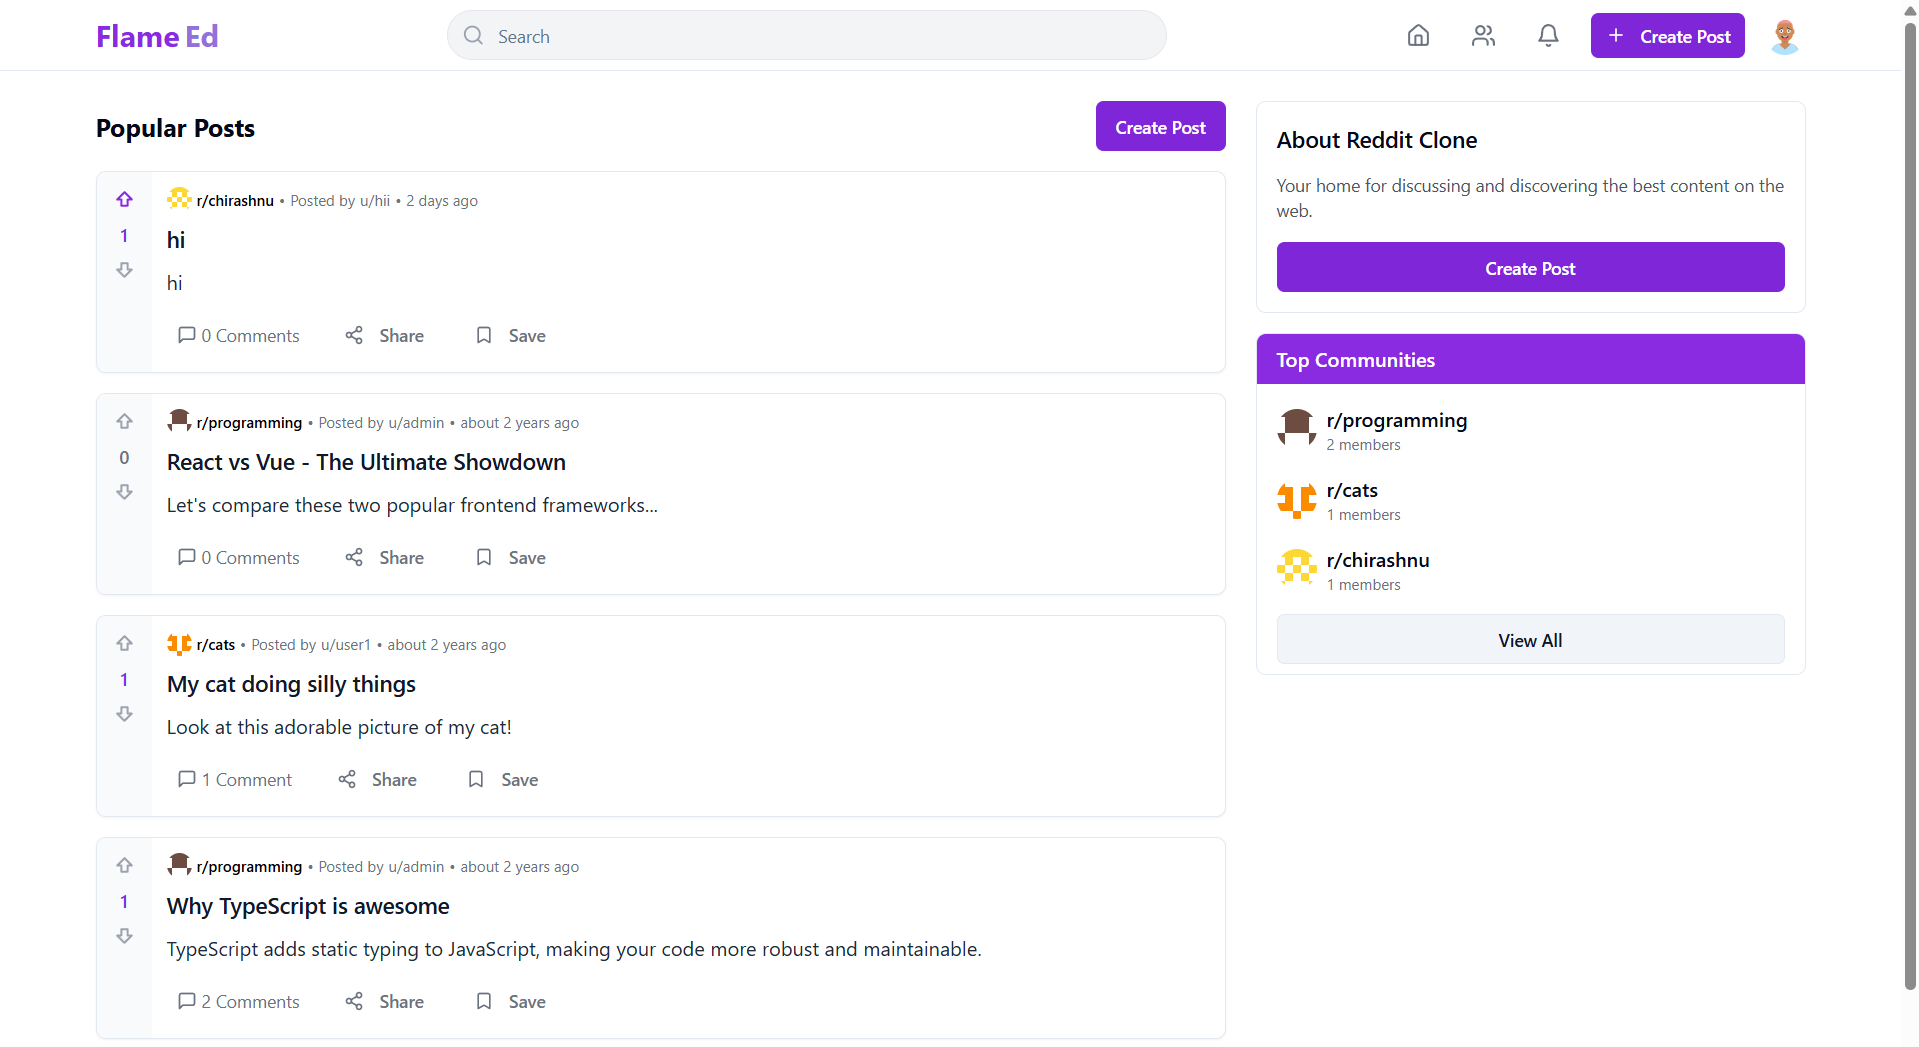 Flame Ed
Search
Create Post
Popular Posts
Create Post
r/chirashnu • Posted by u/hii • 2 days ago
1
hi
hi
0 Comments
Share
Save
r/programming • Posted by u/admin • about 2 years ago
0
React vs Vue - The Ultimate Showdown
Let's compare these two popular frontend frameworks...
0 Comments
Share
Save
r/cats • Posted by u/user1 • about 2 years ago
1
My cat doing silly things
Look at this adorable picture of my cat!
1 Comment
Share
Save
r/programming • Posted by u/admin • about 2 years ago
1
Why TypeScript is awesome
TypeScript adds static typing to JavaScript, making your code more robust and maintainable.
2 Comments
Share
Save
About Reddit Clone
Your home for discussing and discovering the best content on the
web.
Create Post
Top Communities
r/programming
2 members
r/cats
1 members
r/chirashnu
1 members
View All